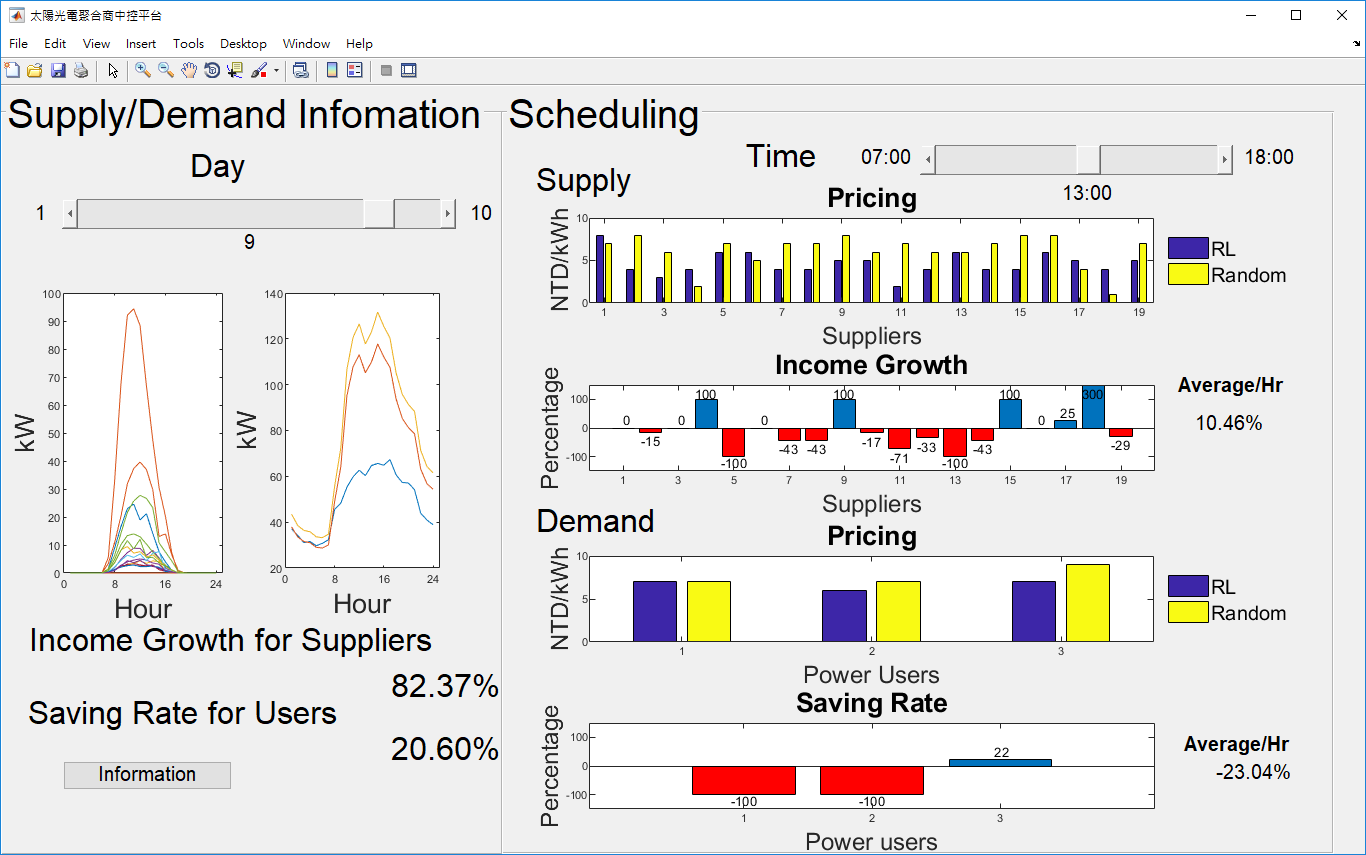 太陽光電聚合商中控平台
File Edit View Insert Tools Desktop Window Help
Supply/Demand Infomation
Day
1 10
9
100
90
80
70
60
50
40
30
20
10
0
kW
0 8 16 24
Hour
140
120
100
80
60
40
20
kW
0 8 16 24
Hour
Income Growth for Suppliers
82.37%
Saving Rate for Users
20.60%
Information
Scheduling
Time 07:00 18:00
13:00
Supply
Pricing
NTD/kWh
10
5
0
1 3 5 7 9 11 13 15 17 19
Suppliers
RL
Random
Income Growth
Percentage
100
0
-100
0 -15 0 100 -100 0 -43 -43 100 -17 -71 -33 -100 -43 100 0 25 300 -29
1 3 5 7 9 11 13 15 17 19
Suppliers
Average/Hr
10.46%
Demand
Pricing
NTD/kWh
10
5
0
1 2 3
Power Users
RL
Random
Saving Rate
Percentage
100
0
-100
-100 -100 22
1 2 3
Power users
Average/Hr
-23.04%